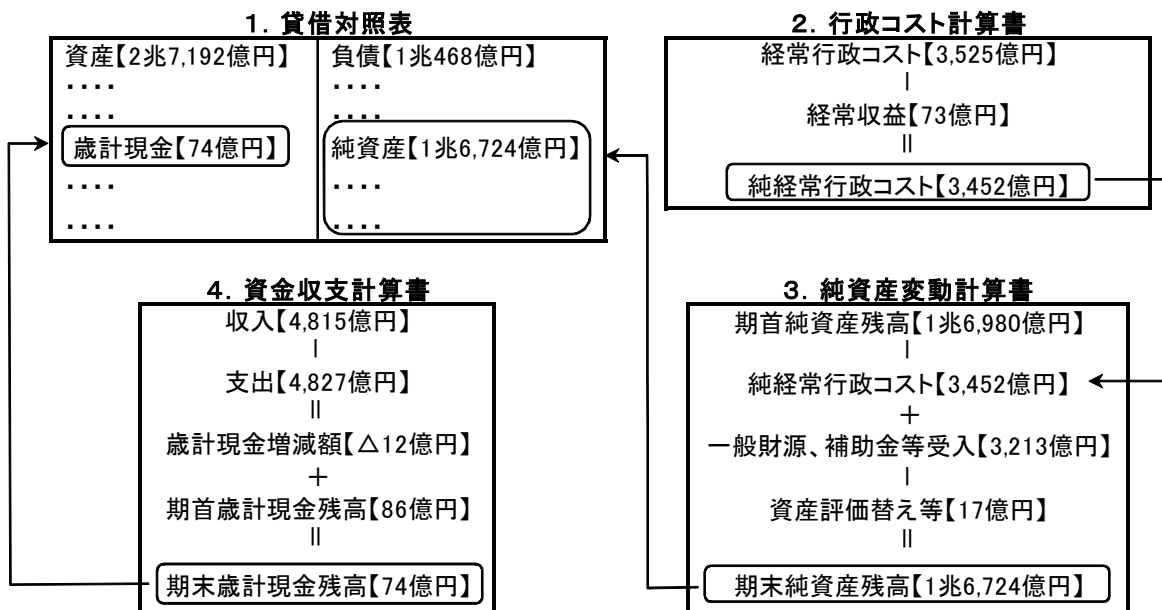 １．貸借対照表
資産【2兆7,192億円】
・・・・
・・・・
歳計現金【74億円】
・・・・
・・・・
負債【1兆468億円】
・・・・
・・・・
純資産【1兆6,724億円】
・・・・
・・・・
２．行政コスト計算書
経常行政コスト【3,525億円】
－
経常収益【73億円】
＝
純経常行政コスト【3,452億円】
４．資金収支計算書
収入【4,815億円】
－
支出【4,827億円】
＝
歳計現金増減額【△12億円】
＋
期首歳計現金残高【86億円】
＝
期末歳計現金残高【74億円】
３．純資産変動計算書
期首純資産残高【1兆6,980億円】
－
純経常行政コスト【3,452億円】
＋
一般財源、補助金等受入【3,213億円】
－
資産評価替え等【17億円】
＝
期末純資産残高【1兆6,724億円】